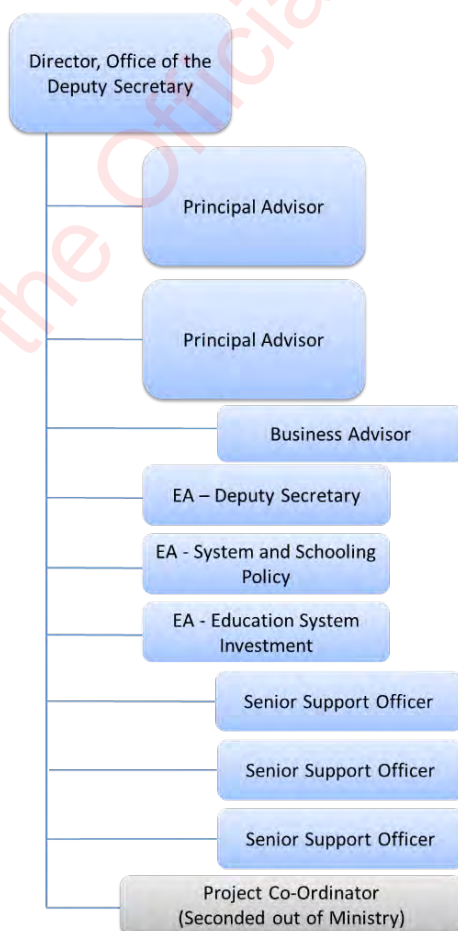 Director, Office of the
Deputy Secretary
Principal Advisor
Principal Advisor
Business Advisor
EA – Deputy Secretary
EA - System and Schooling
Policy
EA - Education System
Investment
Senior Support Officer
Senior Support Officer
Senior Support Officer
Project Co-Ordinator
(Seconded out of Ministry)
the Official